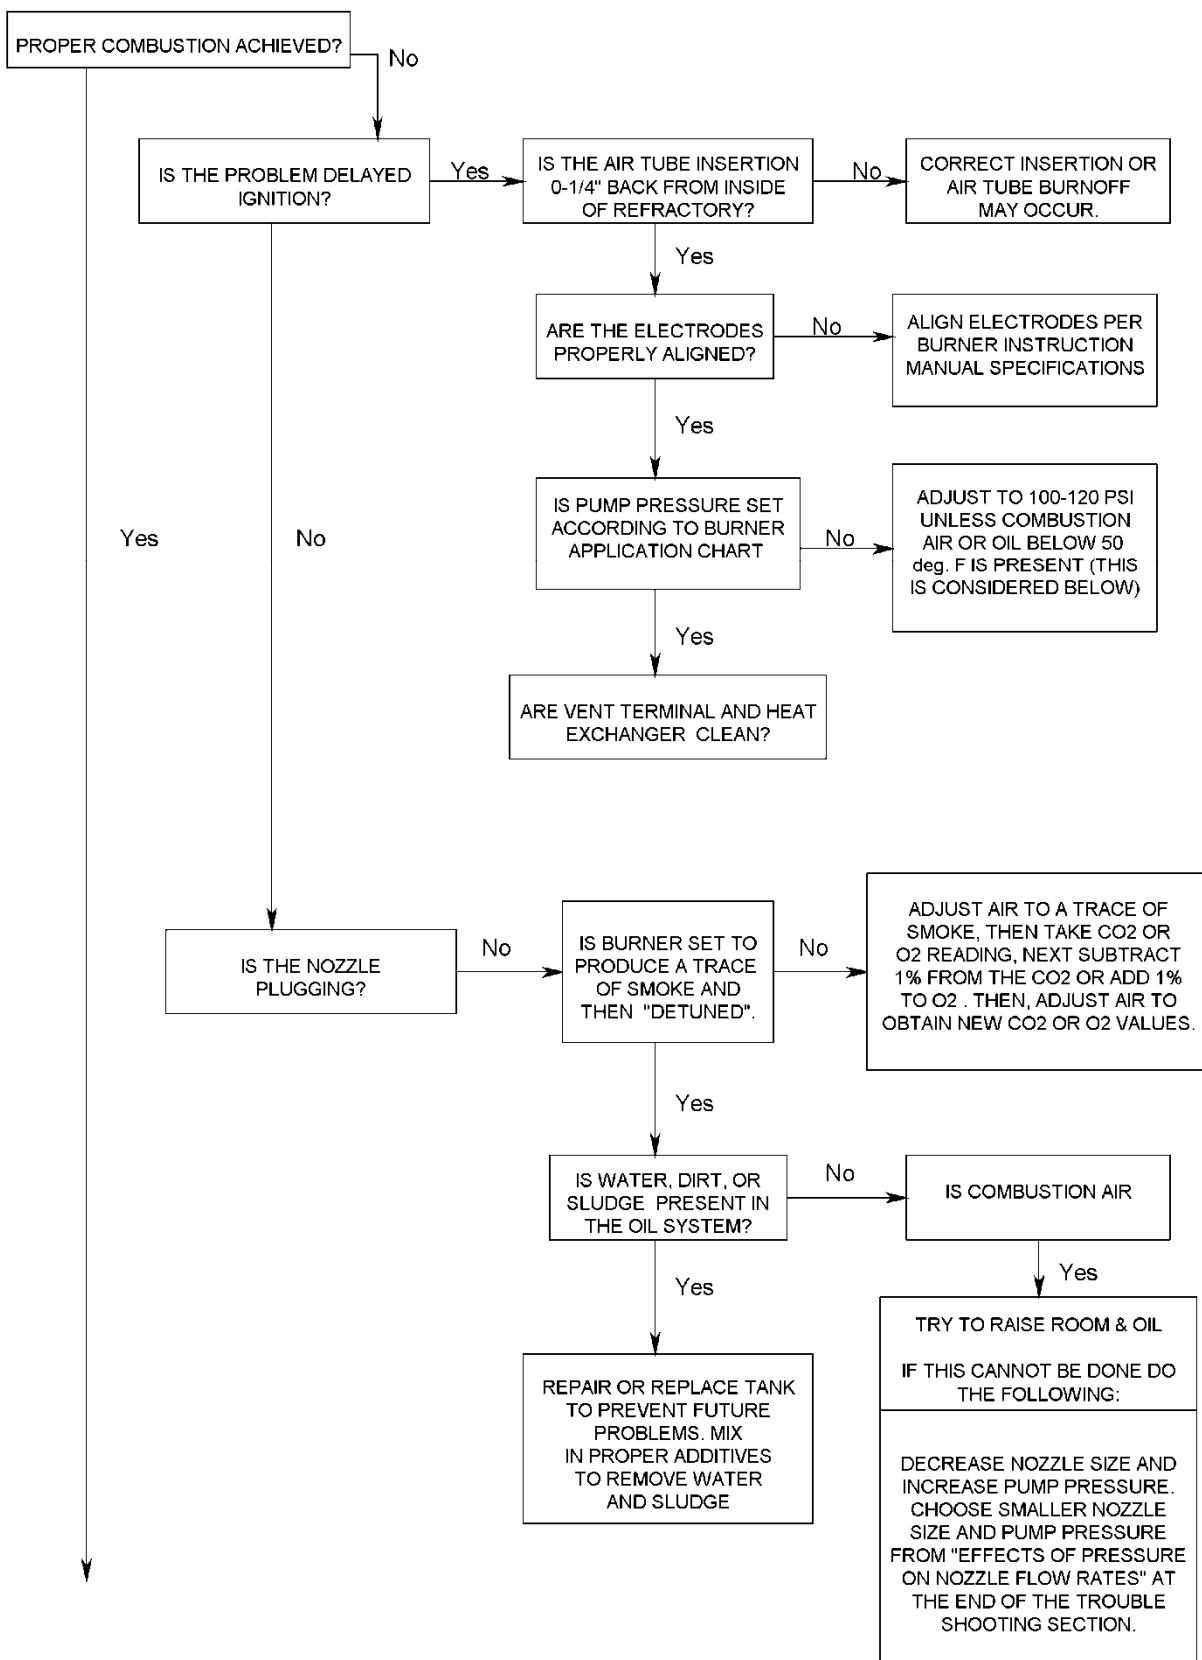 PROPER COMBUSTION ACHIEVED?
No
IS THE PROBLEM DELAYED
IGNITION?
Yes
IS THE AIR TUBE INSERTION
0-1/4" BACK FROM INSIDE
OF REFRACTORY?
No
CORRECT INSERTION OR
AIR TUBE BURNOFF
MAY OCCUR.
Yes
ARE THE ELECTRODES
PROPERLY ALIGNED?
No
ALIGN ELECTRODES PER
BURNER INSTRUCTION
MANUAL SPECIFICATIONS
Yes
IS PUMP PRESSURE SET
ACCORDING TO BURNER
APPLICATION CHART
No
ADJUST TO 100-120 PSI
UNLESS COMBUSTION
AIR OR OIL BELOW 50
deg. F IS PRESENT (THIS
IS CONSIDERED BELOW)
Yes
No
Yes
ARE VENT TERMINAL AND HEAT
EXCHANGER CLEAN?
IS THE NOZZLE
PLUGGING?
No
IS BURNER SET TO
PRODUCE A TRACE
OF SMOKE AND
THEN "DETUNED".
No
ADJUST AIR TO A TRACE OF
SMOKE, THEN TAKE CO2 OR
O2 READING, NEXT SUBTRACT
1% FROM THE CO2 OR ADD 1%
TO O2 . THEN, ADJUST AIR TO
OBTAIN NEW CO2 OR O2 VALUES.
Yes
IS WATER, DIRT, OR
SLUDGE PRESENT IN
THE OIL SYSTEM?
No
IS COMBUSTION AIR
Yes
Yes
REPAIR OR REPLACE TANK
TO PREVENT FUTURE
PROBLEMS. MIX
IN PROPER ADDITIVES
TO REMOVE WATER
AND SLUDGE
TRY TO RAISE ROOM & OIL
IF THIS CANNOT BE DONE DO
THE FOLLOWING:
DECREASE NOZZLE SIZE AND
INCREASE PUMP PRESSURE.
CHOOSE SMALLER NOZZLE
SIZE AND PUMP PRESSURE
FROM "EFFECTS OF PRESSURE
ON NOZZLE FLOW RATES" AT
THE END OF THE TROUBLE
SHOOTING SECTION.